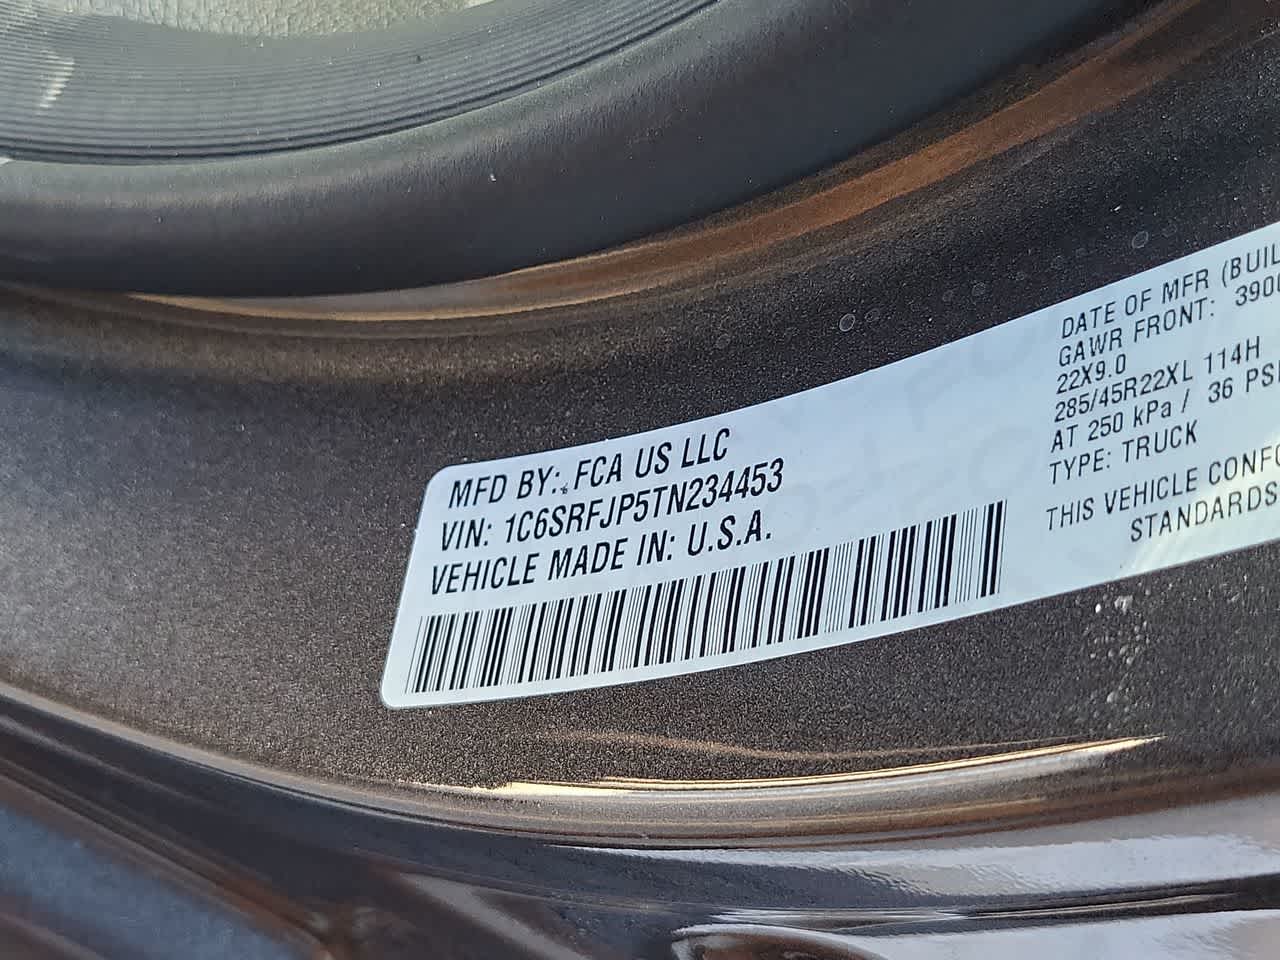 MFD BY: FCA US LLC
VIN: 1C6SRFJP5TN234453
VEHICLE MADE IN: U.S.A.
DATE OF MFR (BUIL
GAWR FRONT: 390
22X9.0
285/45R22XL 114H
AT 250 kPa / 36 PSI
TYPE: TRUCK
THIS VEHICLE CONFO
STANDARDS